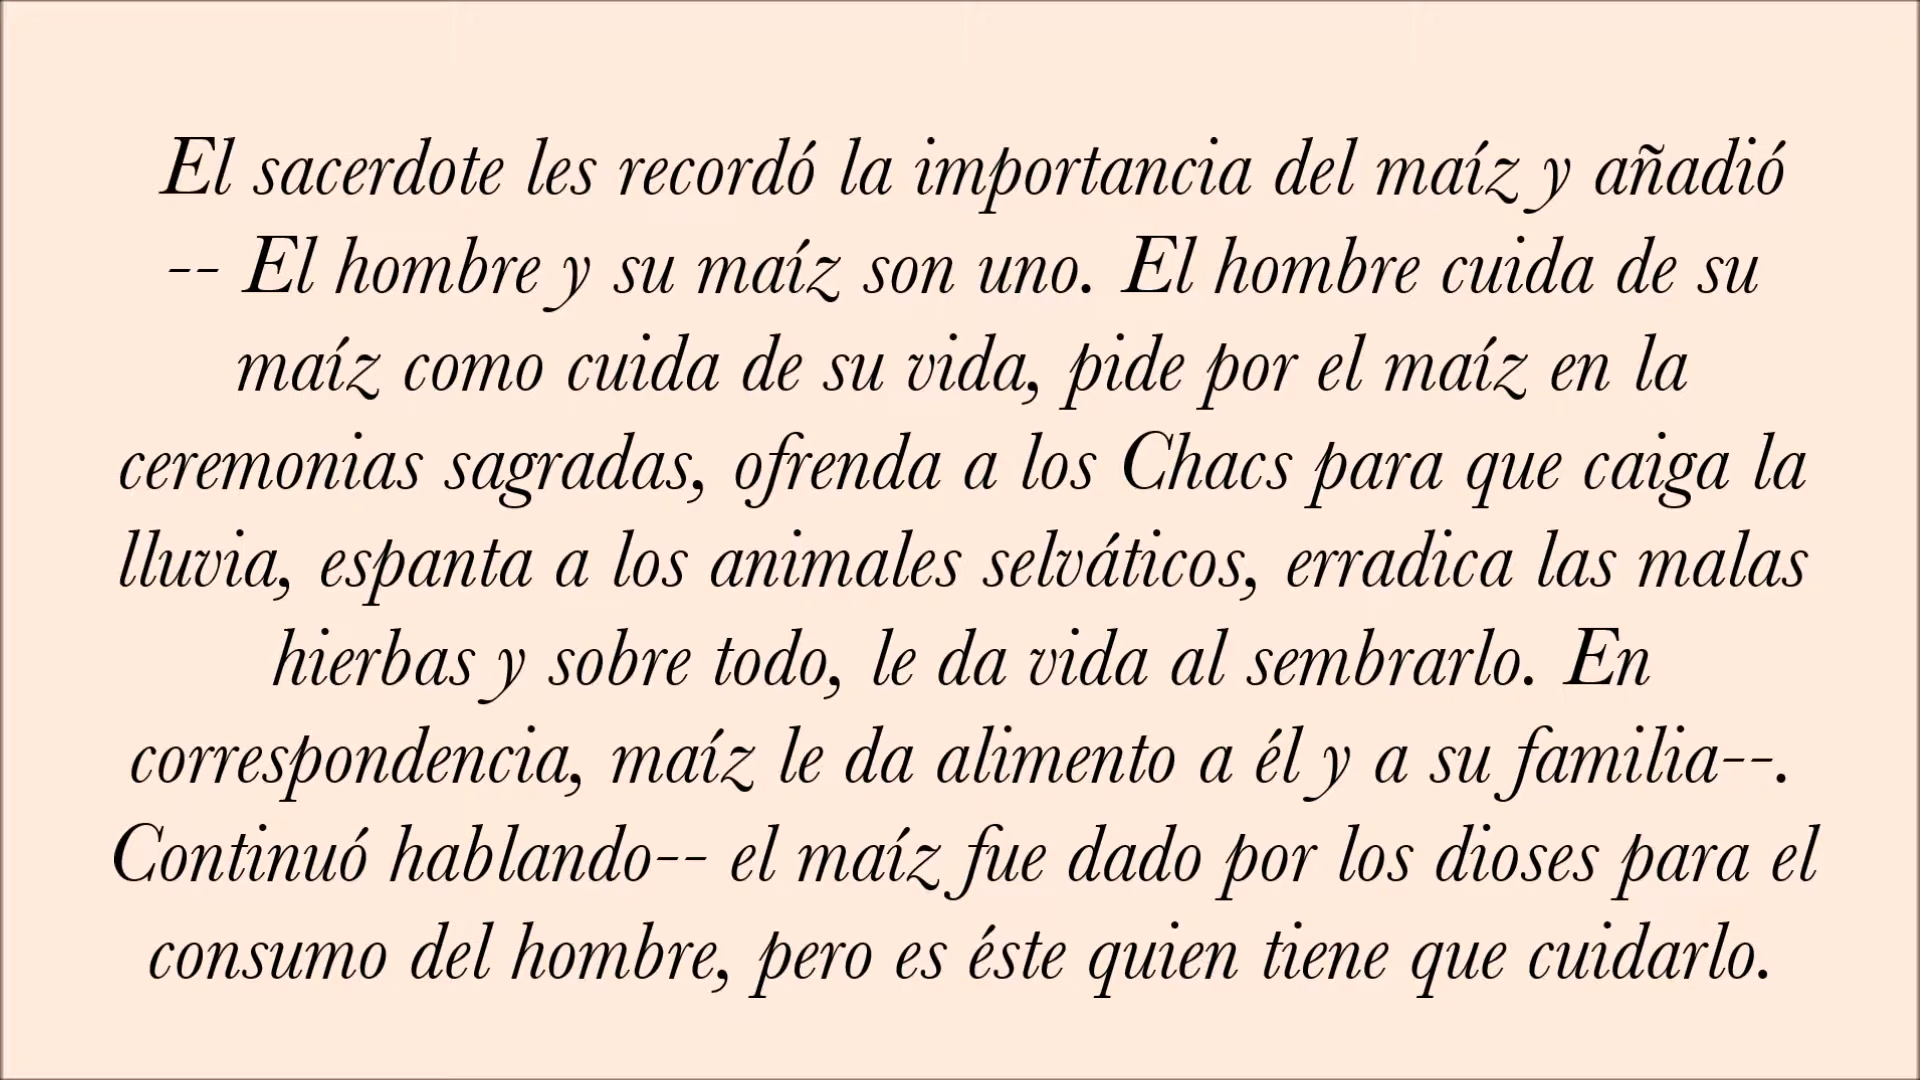 El sacerdote les recordó la importancia del maíz y añadió
-- El hombre y su maíz son uno. El hombre cuida de su
maíz como cuida de su vida, pide por el maíz en la
ceremonias sagradas, ofrenda a los Chacs para que caiga la
lluvia, espanta a los animales selváticos, erradica las malas
hierbas y sobre todo, le da vida al sembrarlo. En
correspondencia, maíz le da alimento a él y a su familia--.
Continuó hablando-- el maíz fue dado por los dioses para el
consumo del hombre, pero es éste quien tiene que cuidarlo.